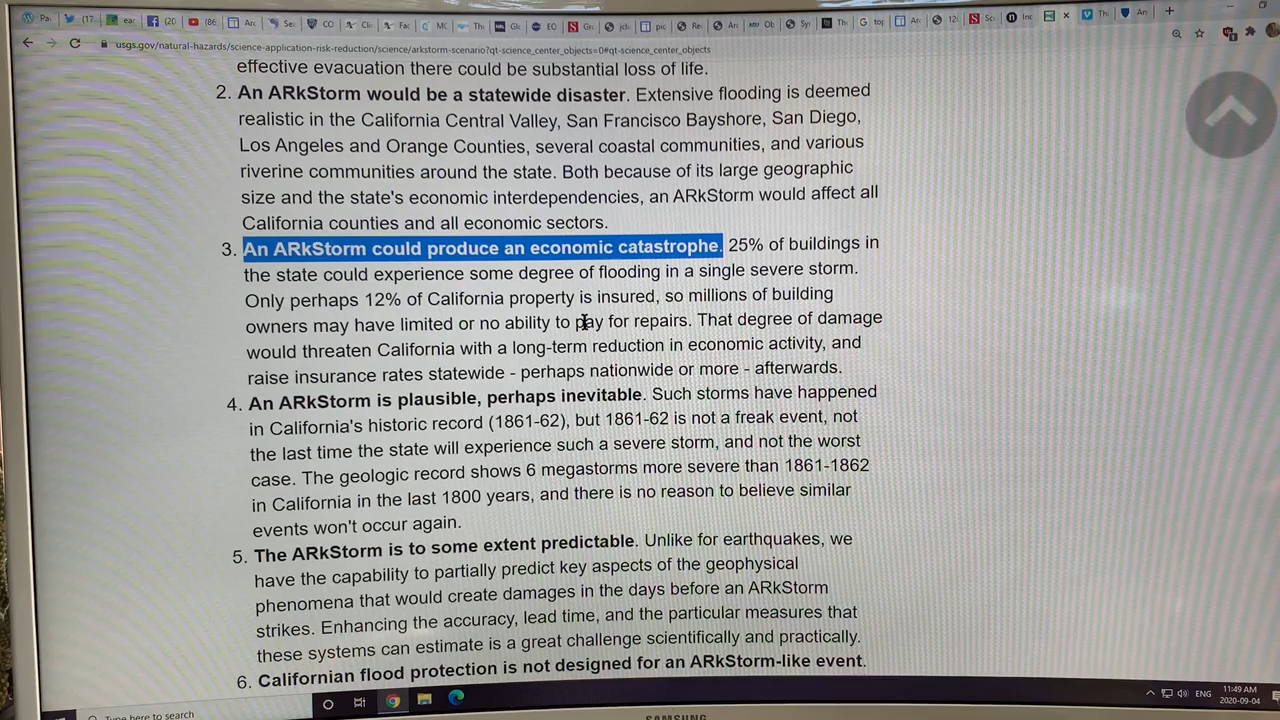 usgs.gov/natural-hazards/science-application-risk-reduction/science/arkstorm-scenario?qt-science_center_objects=0#qt-science_center_objects
effective evacuation there could be substantial loss of life.
2. An ARkStorm would be a statewide disaster. Extensive flooding is deemed
realistic in the California Central Valley, San Francisco Bayshore, San Diego,
Los Angeles and Orange Counties, several coastal communities, and various
riverine communities around the state. Both because of its large geographic
size and the state's economic interdependencies, an ARkStorm would affect all
California counties and all economic sectors.
3. An ARkStorm could produce an economic catastrophe. 25% of buildings in
the state could experience some degree of flooding in a single severe storm.
Only perhaps 12% of California property is insured, so millions of building
owners may have limited or no ability to pay for repairs. That degree of damage
would threaten California with a long-term reduction in economic activity, and
raise insurance rates statewide - perhaps nationwide or more - afterwards.
4. An ARkStorm is plausible, perhaps inevitable. Such storms have happened
in California's historic record (1861-62), but 1861-62 is not a freak event, not
the last time the state will experience such a severe storm, and not the worst
case. The geologic record shows 6 megastorms more severe than 1861-1862
in California in the last 1800 years, and there is no reason to believe similar
events won't occur again.
5. The ARkStorm is to some extent predictable. Unlike for earthquakes, we
have the capability to partially predict key aspects of the geophysical
phenomena that would create damages in the days before an ARkStorm
strikes. Enhancing the accuracy, lead time, and the particular measures that
these systems can estimate is a great challenge scientifically and practically.
6. Californian flood protection is not designed for an ARkStorm-like event.
Type here to search
ENG
11:49 AM
2020-09-04
SAMSUNG